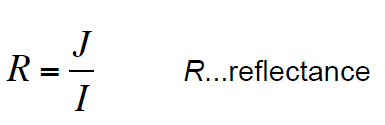 R = J / I R...reflectance